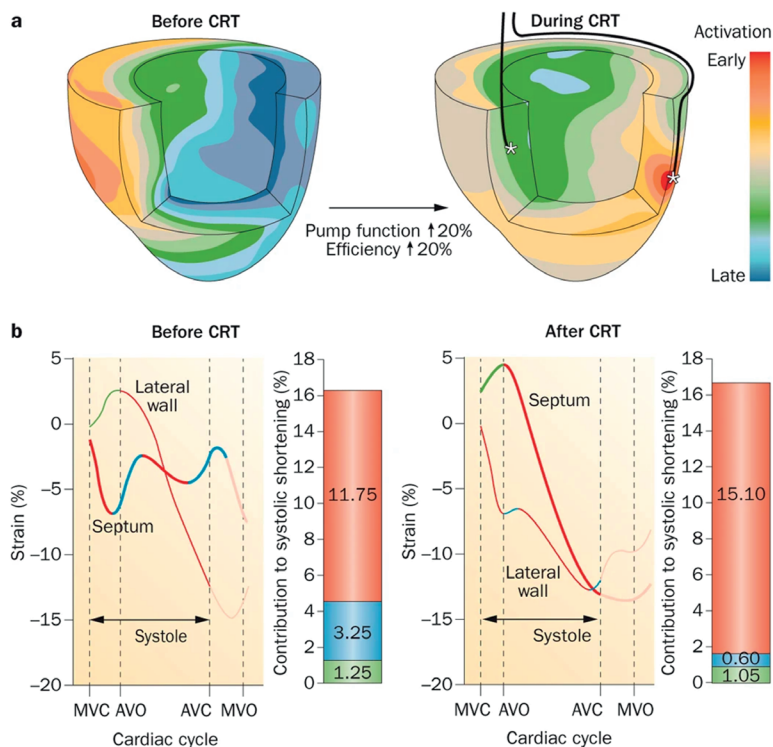 a
Before CRT
During CRT
Activation
Early
Late
*
*
Pump function ↑20%
Efficiency ↑20%
b
Before CRT
5
0
−5
−10
−15
−20
Strain (%)
Lateral
wall
Septum
Systole
MVC AVO AVC MVO
Cardiac cycle
Contribution to systolic shortening (%)
18
16
14
12
10
8
6
4
2
0
11.75
3.25
1.25
After CRT
5
0
−5
−10
−15
−20
Strain (%)
Septum
Lateral
wall
Systole
MVC AVO AVC MVO
Cardiac cycle
Contribution to systolic shortening (%)
18
16
14
12
10
8
6
4
2
0
15.10
0.60
1.05